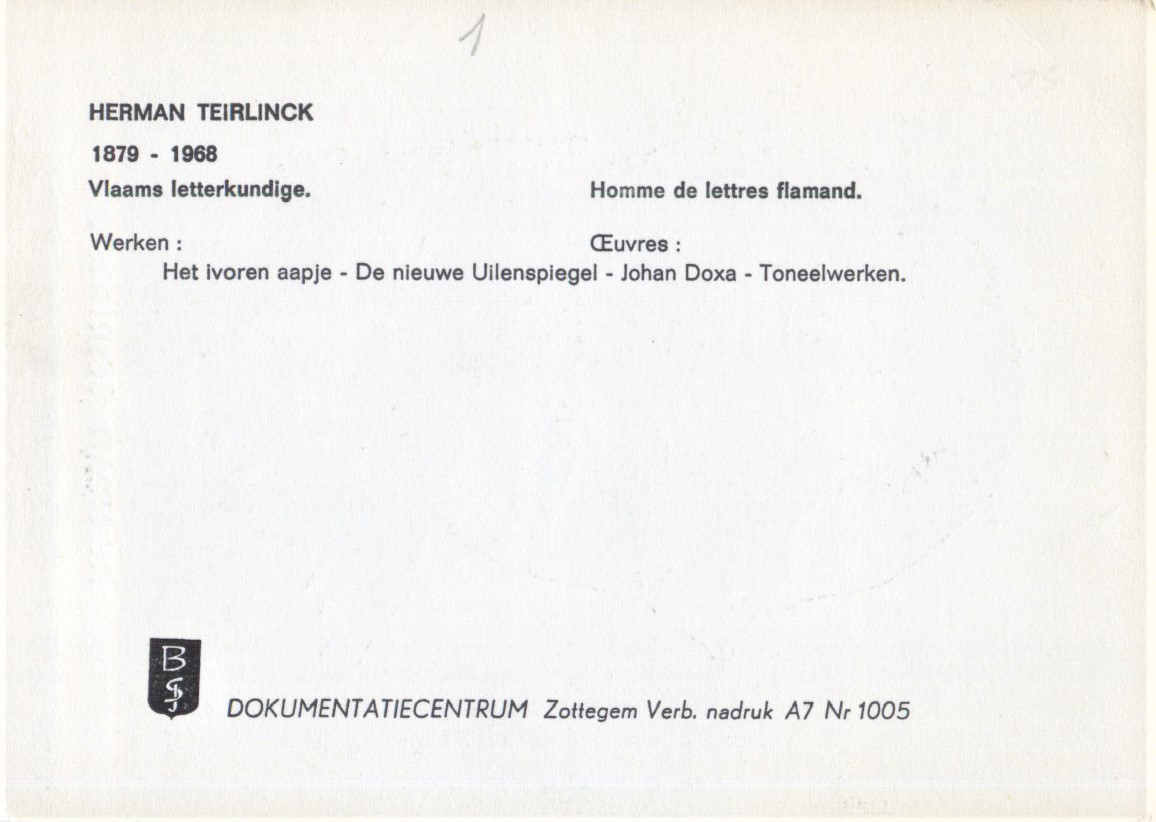 1
HERMAN TEIRLINCK
1879 - 1968
Vlaams letterkundige. Homme de lettres flamand.
Werken : Œuvres :
Het ivoren aapje - De nieuwe Uilenspiegel - Johan Doxa - Toneelwerken.
B
DOKUMENTATIECENTRUM Zottegem Verb. nadruk A7 Nr 1005